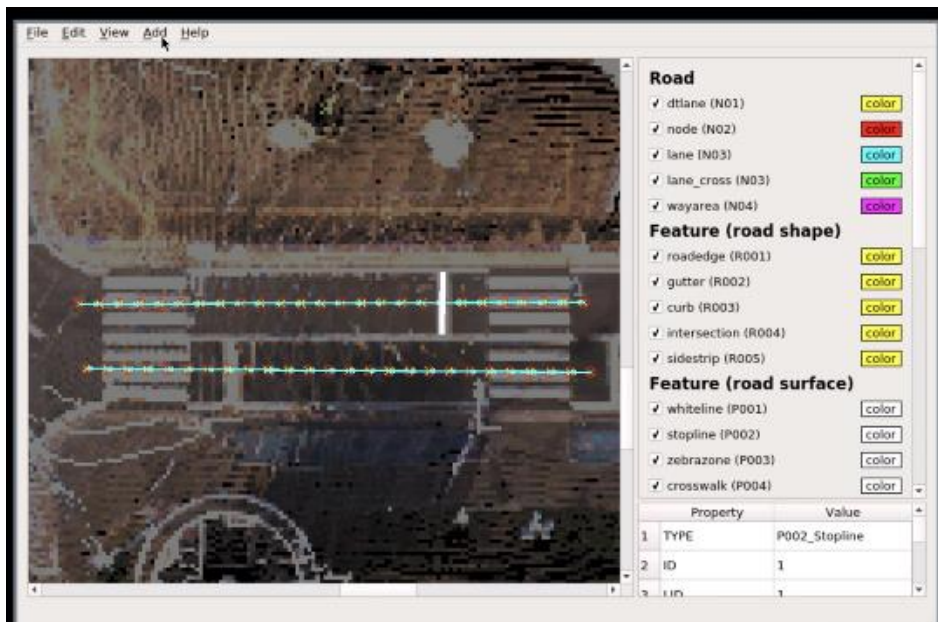 File Edit View Add Help
Road
dtlane (N01) color
node (N02) color
lane (N03) color
lane_cross (N03) color
wayarea (N04) color
Feature (road shape)
roadedge (R001) color
gutter (R002) color
curb (R003) color
intersection (R004) color
sidestrip (R005) color
Feature (road surface)
whiteline (P001) color
stopline (P002) color
zebrazone (P003) color
crosswalk (P004) color
Property Value
1 TYPE P002_Stopline
2 ID 1
3 LID 1